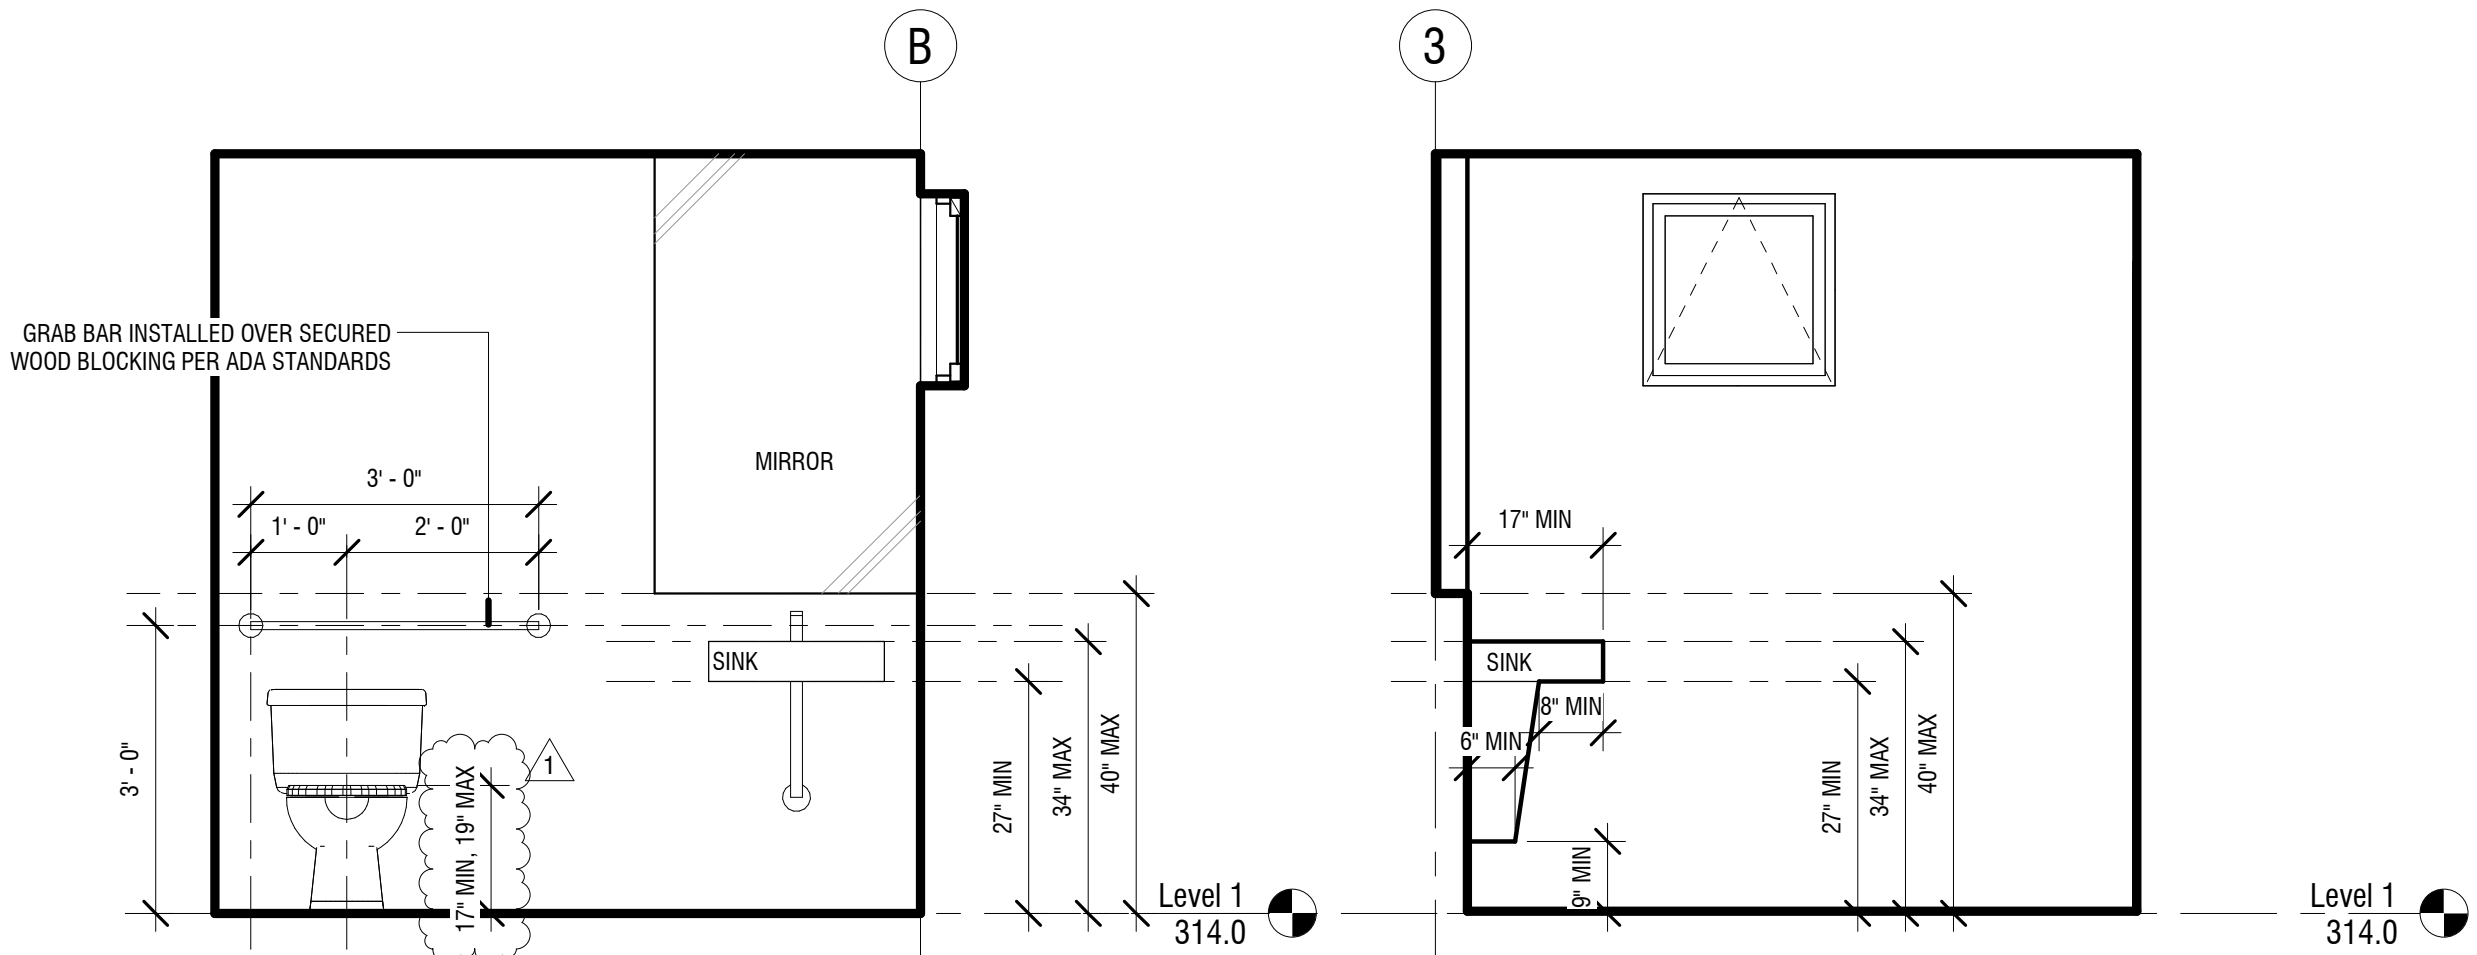 B
3
GRAB BAR INSTALLED OVER SECURED
WOOD BLOCKING PER ADA STANDARDS
MIRROR
3' - 0"
1' - 0"
2' - 0"
17" MIN
SINK
SINK
8" MIN
6" MIN
3' - 0"
17" MIN, 19" MAX
1
27" MIN
34" MAX
40" MAX
9" MIN
27" MIN
34" MAX
40" MAX
Level 1
314.0
Level 1
314.0